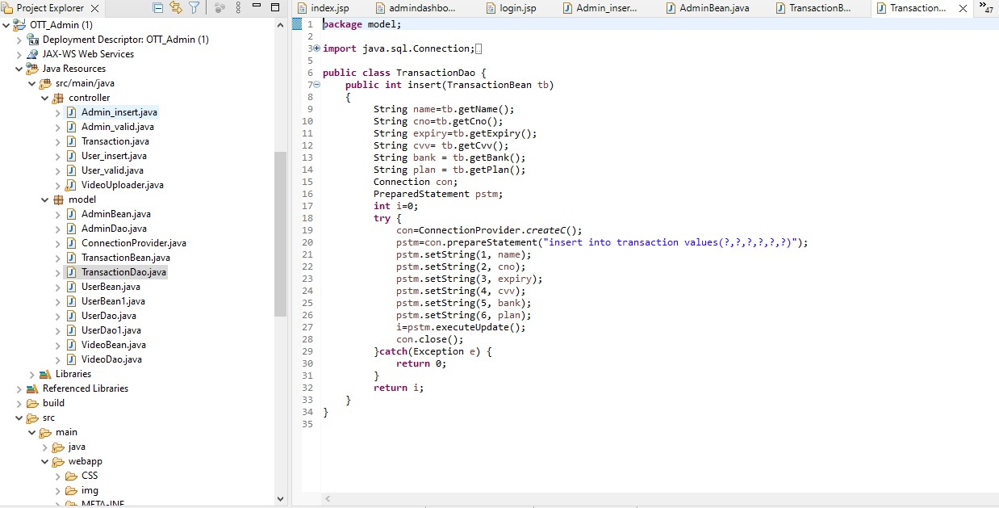 Project Explorer
OTT_Admin (1)
Deployment Descriptor: OTT_Admin (1)
JAX-WS Web Services
Java Resources
src/main/java
controller
Admin_insert.java
Admin_valid.java
Transaction.java
User_insert.java
User_valid.java
VideoUploader.java
model
AdminBean.java
AdminDao.java
ConnectionProvider.java
TransactionBean.java
TransactionDao.java
UserBean.java
UserBean1.java
UserDao.java
UserDao1.java
VideoBean.java
VideoDao.java
Libraries
Referenced Libraries
build
src
main
java
webapp
CSS
img
META-INF
index.jsp admindashbo... login.jsp Admin_inser... AdminBean.java TransactionB... Transaction... 47
1 package model;
2
3 import java.sql.Connection;
5
6 public class TransactionDao {
7 public int insert(TransactionBean tb)
8 {
9 String name=tb.getName();
10 String cno=tb.getCno();
11 String expiry=tb.getExpiry();
12 String cvv= tb.getCvv();
13 String bank = tb.getBank();
14 String plan = tb.getPlan();
15 Connection con;
16 PreparedStatement pstm;
17 int i=0;
18 try {
19 con=ConnectionProvider.createC();
20 pstm=con.prepareStatement("insert into transaction values(?,?,?,?,?,?)");
21 pstm.setString(1, name);
22 pstm.setString(2, cno);
23 pstm.setString(3, expiry);
24 pstm.setString(4, cvv);
25 pstm.setString(5, bank);
26 pstm.setString(6, plan);
27 i=pstm.executeUpdate();
28 con.close();
29 }catch(Exception e) {
30 return 0;
31 }
32 return i;
33 }
34 }
35